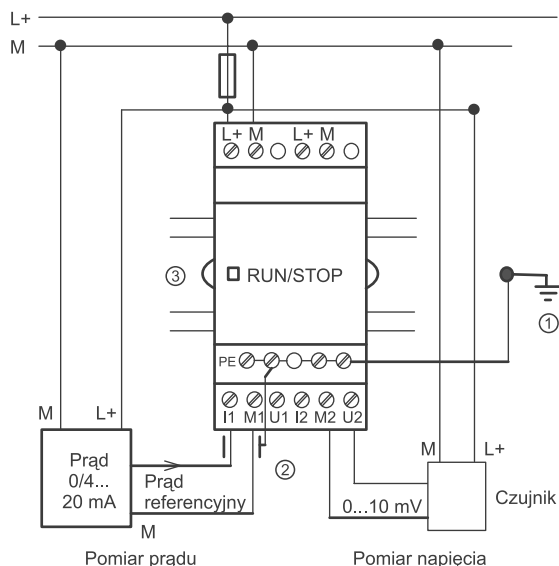 L+
M
L+ M L+ M
③ RUN/STOP
①
PE
I1 M1 U1 I2 M2 U2
M L+
②
M L+
Prąd
0/4...
20 mA
Prąd
referencyjny
M
0...10 mV
Czujnik
Pomiar prądu
Pomiar napięcia